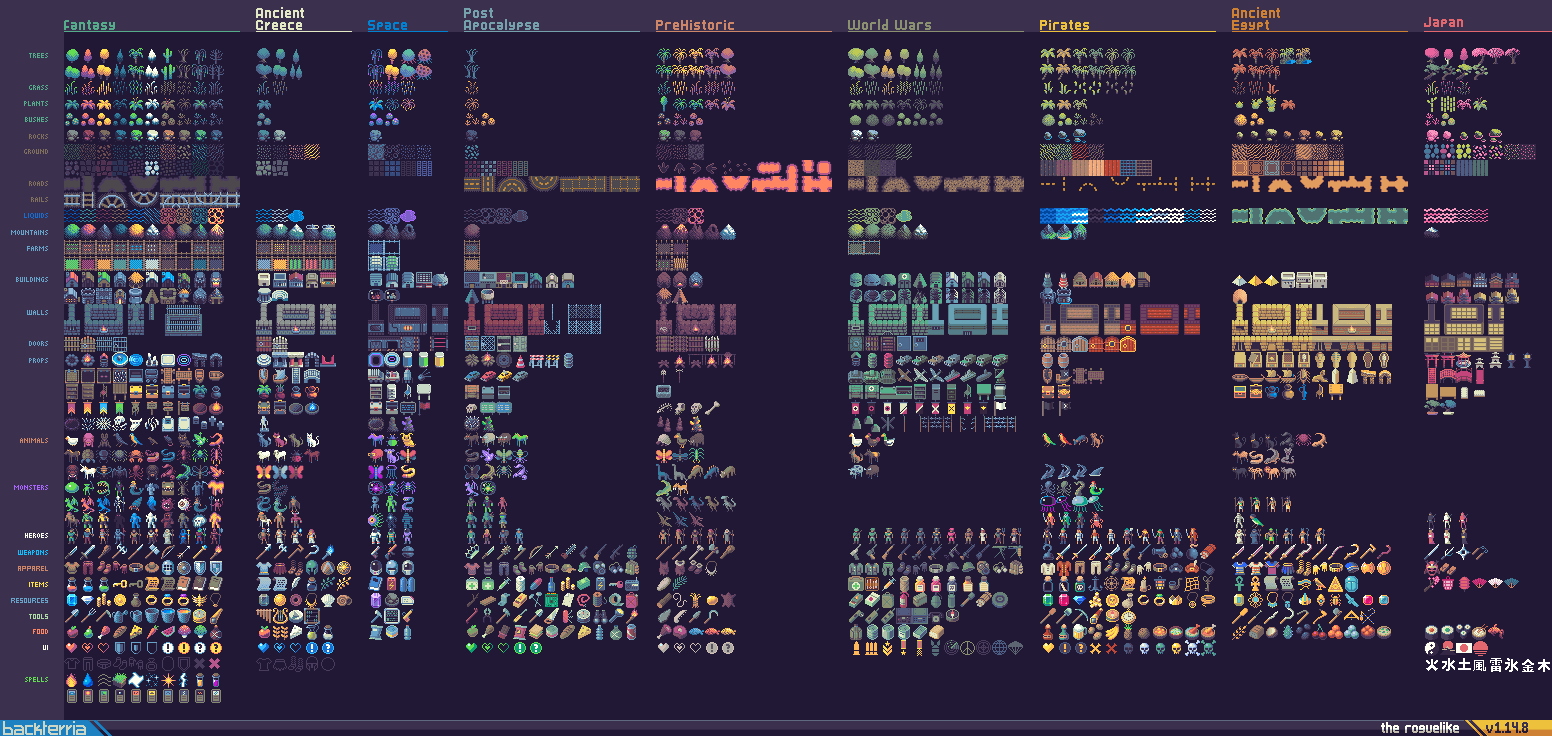 Fantasy
Ancient
Greece
Space
Post
Apocalypse
PreHistoric
World Wars
Pirates
Ancient
Egypt
Japan
TREES
GRASS
PLANTS
BUSHES
ROCKS
GROUND
ROADS
RAILS
LIQUIDS
MOUNTAINS
FARMS
BUILDINGS
WALLS
DOORS
PROPS
ANIMALS
MONSTERS
HEROES
WEAPONS
APPAREL
ITEMS
RESOURCES
TOOLS
FOOD
UI
火水土風雷氷金木
SPELLS
backterria
the roguelike
v1.14.8